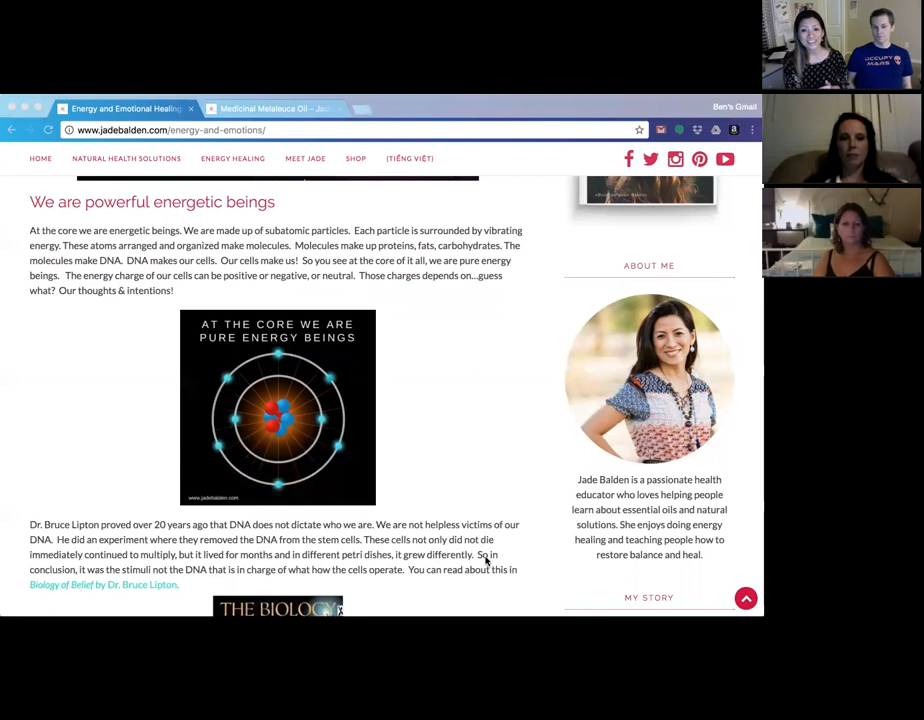 OCCUPY
MARS
Energy and Emotional Healing
Medicinal Melaleuca Oil – Ja
Ben's Gmail
www.jadebalden.com/energy-and-emotions/
HOME NATURAL HEALTH SOLUTIONS ENERGY HEALING MEET JADE SHOP (TIẾNG VIỆT)
We are powerful energetic beings
At the core we are energetic beings. We are made up of subatomic particles. Each particle is surrounded by vibrating
energy. These atoms arranged and organized make molecules. Molecules make up proteins, fats, carbohydrates. The
molecules make DNA. DNA makes our cells. Our cells make us! So you see at the core of it all, we are pure energy
beings. The energy charge of our cells can be positive or negative, or neutral. Those charges depends on...guess
what? Our thoughts & intentions!
AT THE CORE WE ARE
PURE ENERGY BEINGS
www.jadebalden.com
Dr. Bruce Lipton proved over 20 years ago that DNA does not dictate who we are. We are not helpless victims of our
DNA. He did an experiment where they removed the DNA from the stem cells. These cells not only did not die
immediately continued to multiply, but it lived for months and in different petri dishes, it grew differently. So in
conclusion, it was the stimuli not the DNA that is in charge of what how the cells operate. You can read about this in
Biology of Belief by Dr. Bruce Lipton.
THE BIOLOGY
ABOUT ME
Jade Balden is a passionate health
educator who loves helping people
learn about essential oils and natural
solutions. She enjoys doing energy
healing and teaching people how to
restore balance and heal.
MY STORY